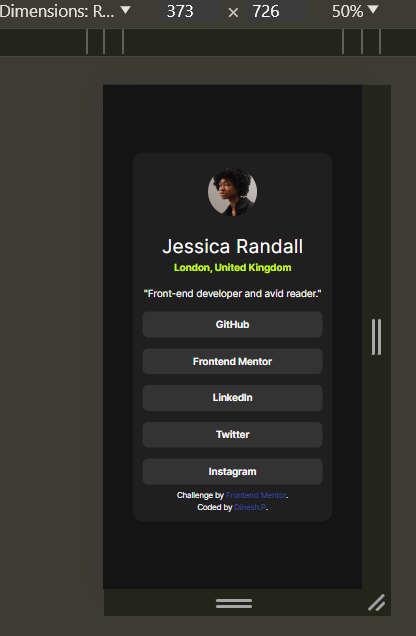 Dimensions: R... ▼ 373 × 726 50% ▼
Jessica Randall
London, United Kingdom
"Front-end developer and avid reader."
GitHub
Frontend Mentor
LinkedIn
Twitter
Instagram
Challenge by Frontend Mentor.
Coded by Dinesh.P.